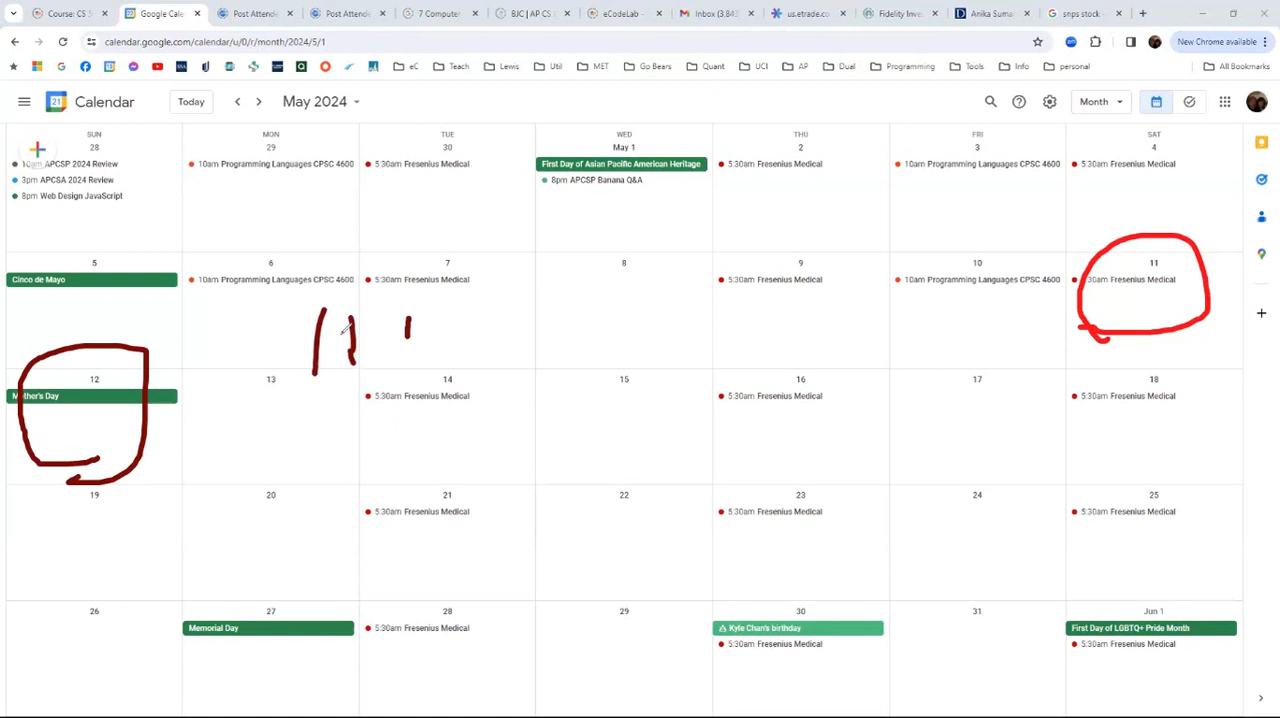 Course: CS 5
Google Cale
Post Attende
Post Attende
7 Computer
BJC | AP CS
eCodeLab -
Inbox (3,843
us.etrade.co
Fidelity Inves
Anika Suma
snps stock
calendar.google.com/calendar/u/0/r/month/2024/5/1
New Chrome available
eC
Teach
Lewis
Util
MET
Go Bears
Quant
UCI
AP
Dual
Programming
Tools
Info
personal
All Bookmarks
21
Calendar
Today
May 2024
Month
SUN
MON
TUE
WED
THU
FRI
SAT
28
29
30
May 1
2
3
4
10am APCSP 2024 Review
10am Programming Languages CPSC 4600
5:30am Fresenius Medical
First Day of Asian Pacific American Heritage
5:30am Fresenius Medical
10am Programming Languages CPSC 4600
5:30am Fresenius Medical
3pm APCSA 2024 Review
8pm APCSP Banana Q&A
8pm Web Design JavaScript
5
6
7
8
9
10
11
Cinco de Mayo
10am Programming Languages CPSC 4600
5:30am Fresenius Medical
5:30am Fresenius Medical
10am Programming Languages CPSC 4600
5:30am Fresenius Medical
12
13
14
15
16
17
18
Mother's Day
5:30am Fresenius Medical
5:30am Fresenius Medical
5:30am Fresenius Medical
19
20
21
22
23
24
25
5:30am Fresenius Medical
5:30am Fresenius Medical
5:30am Fresenius Medical
26
27
28
29
30
31
Jun 1
Memorial Day
5:30am Fresenius Medical
Kyle Chan's birthday
First Day of LGBTQ+ Pride Month
5:30am Fresenius Medical
5:30am Fresenius Medical